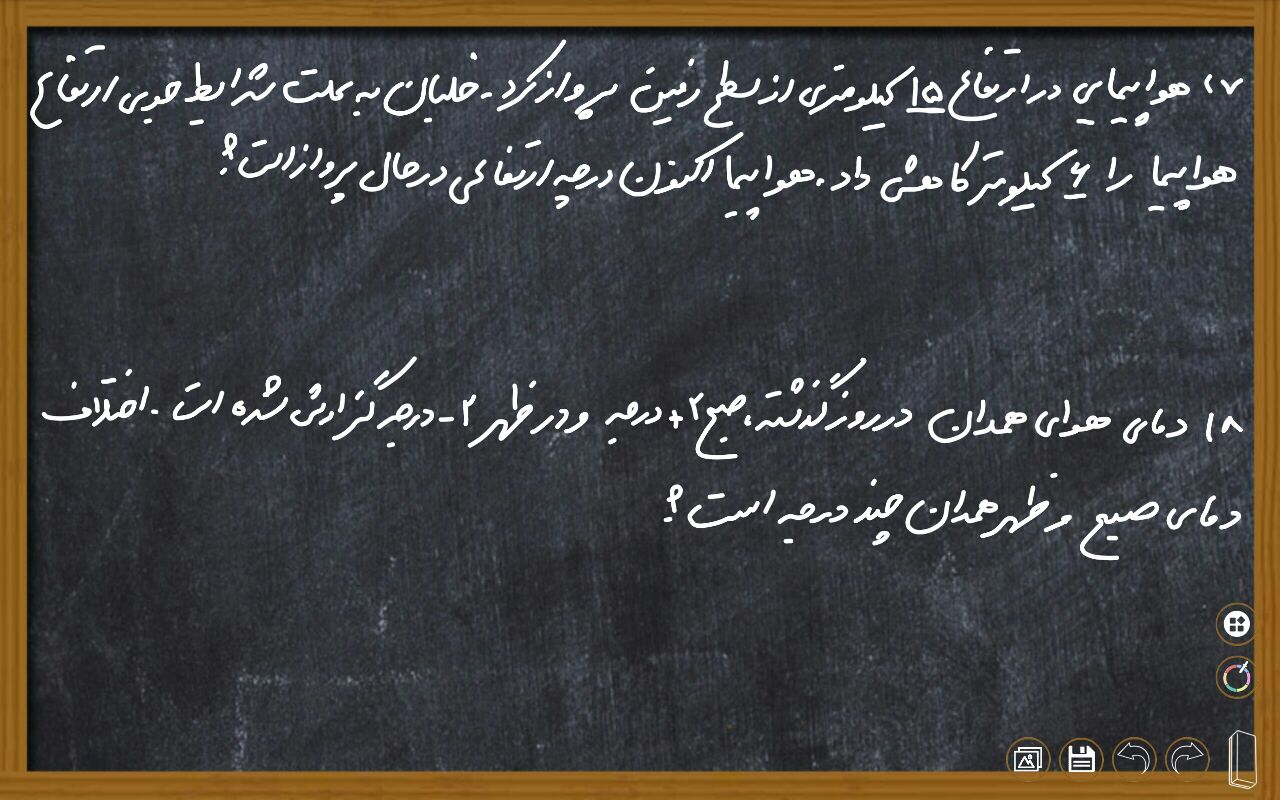 ۱۷ هواپیمایی در ارتفاع ۱۵ کیلومتری از سطح زمین پرواز کرد. خلبان به علت شرایط جوی ارتفاع
هواپیما را ۶ کیلومتر کاهش داد. هواپیما اکنون در چه ارتفاعی در حال پرواز است؟
۱۸ دمای هوای همدان در روز گذشته، صبح ۲+ درجه و در ظهر ۲- درجه گزارش شده است. اختلاف
دمای صبح و ظهر همدان چند درجه است؟